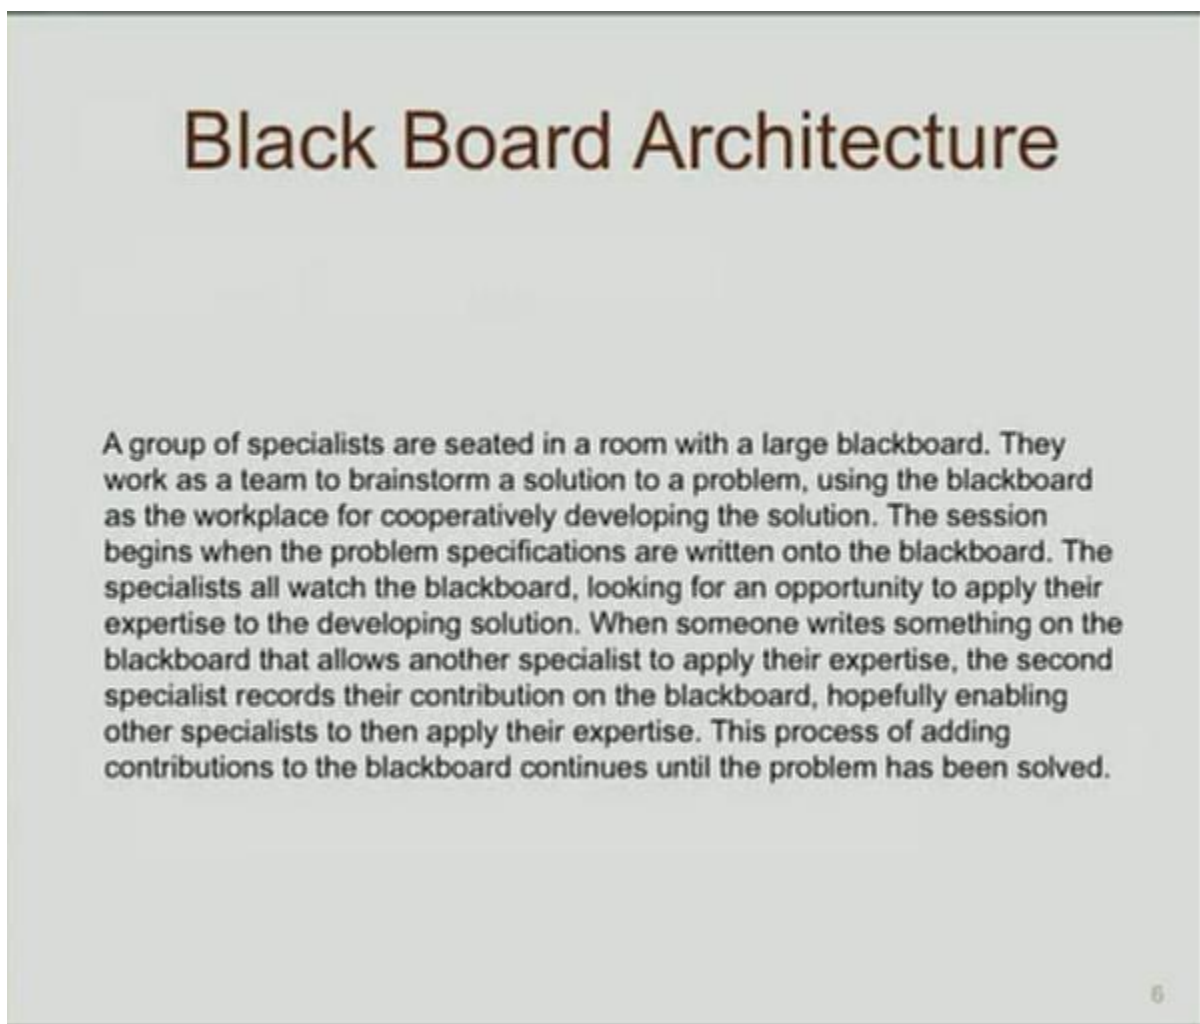 Black Board Architecture
A group of specialists are seated in a room with a large blackboard. They
work as a team to brainstorm a solution to a problem, using the blackboard
as the workplace for cooperatively developing the solution. The session
begins when the problem specifications are written onto the blackboard. The
specialists all watch the blackboard, looking for an opportunity to apply their
expertise to the developing solution. When someone writes something on the
blackboard that allows another specialist to apply their expertise, the second
specialist records their contribution on the blackboard, hopefully enabling
other specialists to then apply their expertise. This process of adding
contributions to the blackboard continues until the problem has been solved.
6